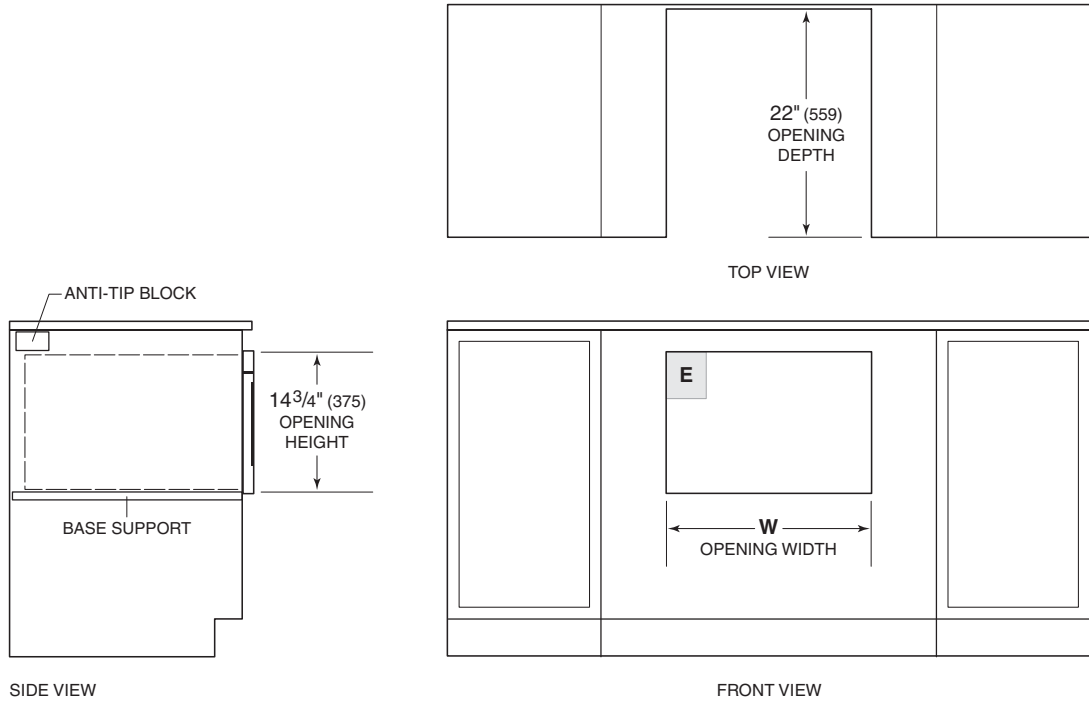 22" (559)
OPENING
DEPTH
TOP VIEW
ANTI-TIP BLOCK
14 3/4" (375)
OPENING
HEIGHT
BASE SUPPORT
SIDE VIEW
E
W
OPENING WIDTH
FRONT VIEW